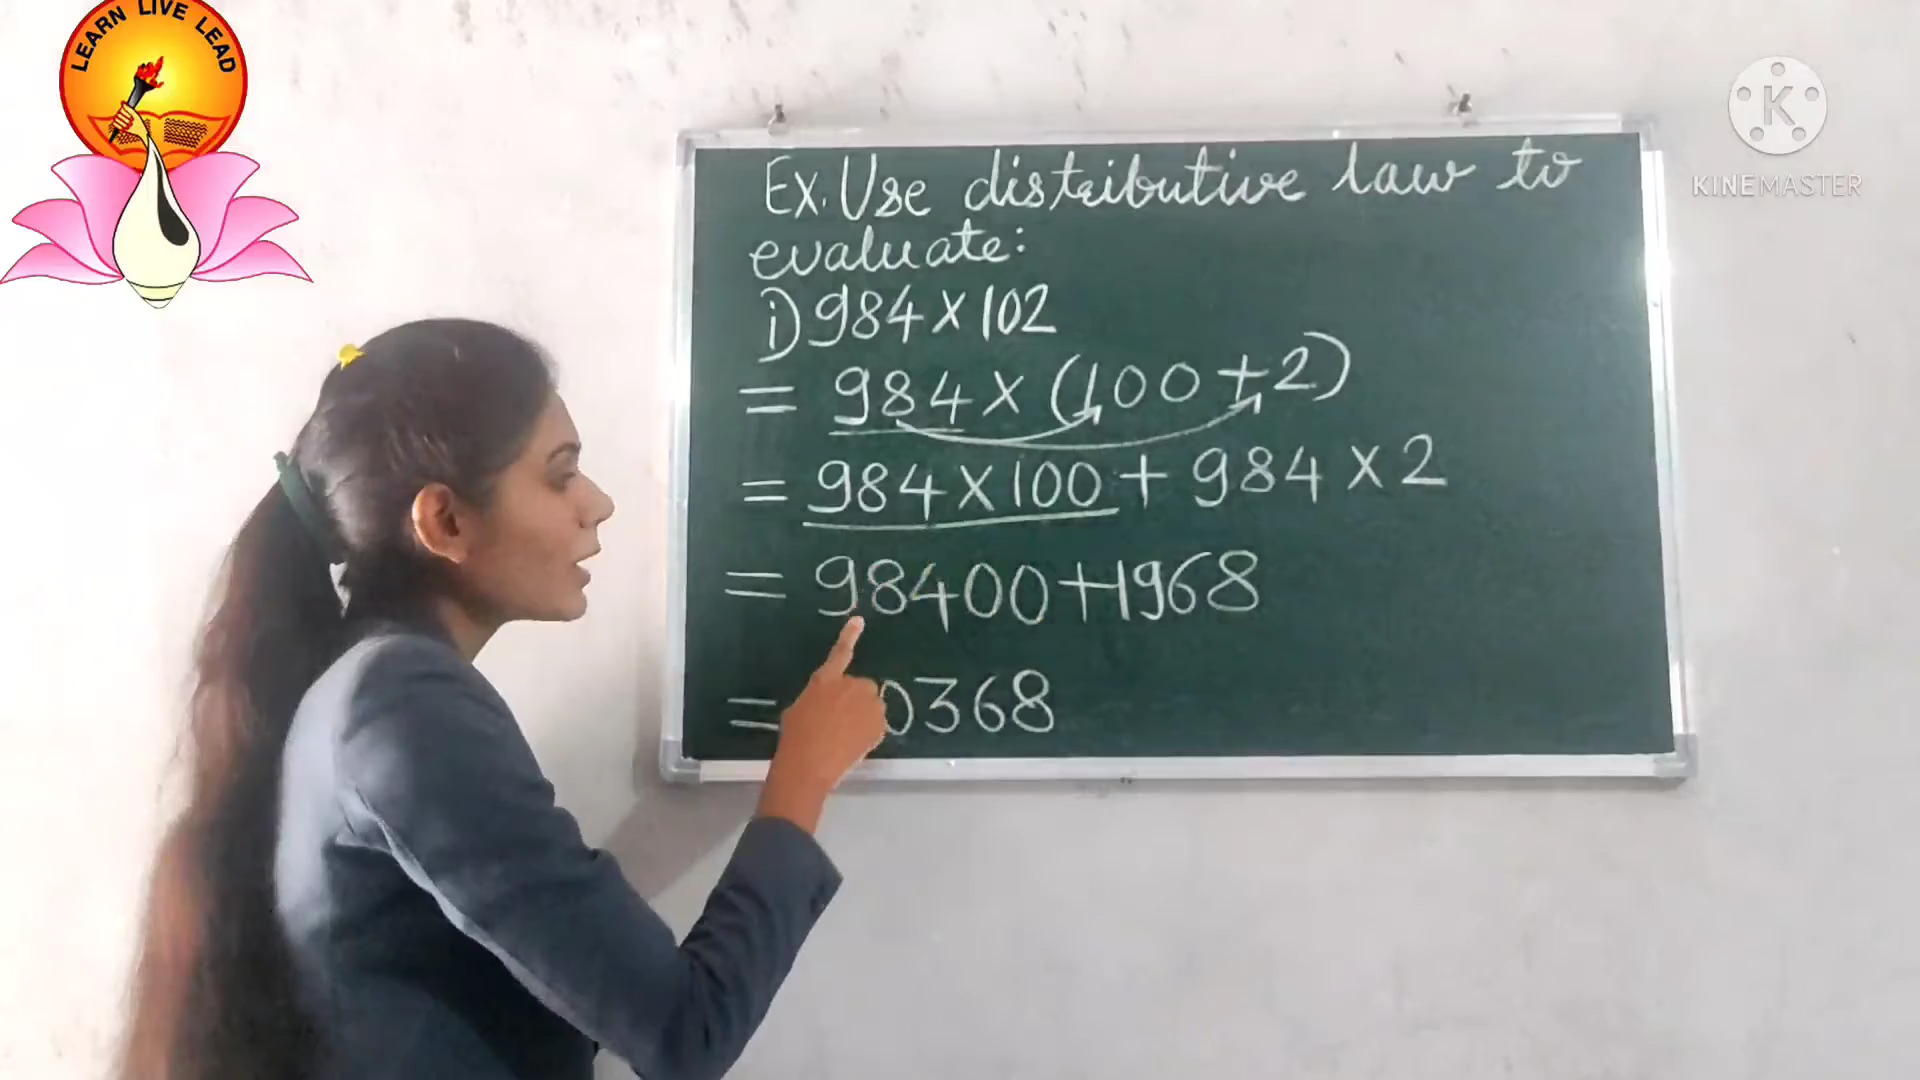 LEARN LIVE LEAD
KINEMASTER
Ex. Use distributive law to
evaluate:
i) 984 × 102
= 984 × (100 + 2)
= 984 × 100 + 984 × 2
= 98400 + 1968
= 0368